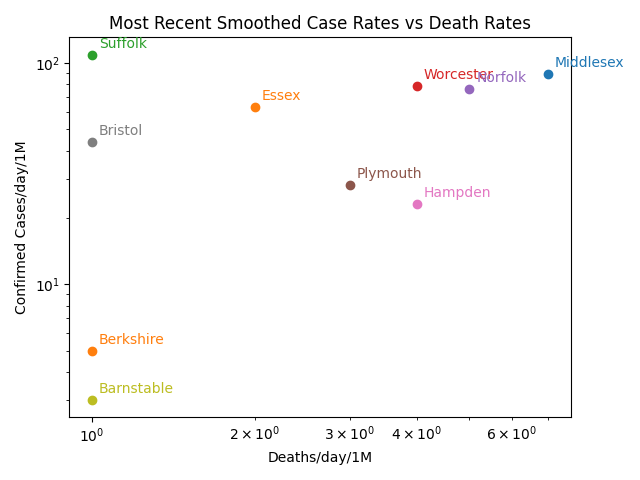 Most Recent Smoothed Case Rates vs Death Rates
Suffolk
Middlesex
Worcester
Norfolk
Essex
Bristol
Plymouth
Hampden
Berkshire
Barnstable
10²
10¹
Confirmed Cases/day/1M
10⁰
2 × 10⁰
3 × 10⁰
4 × 10⁰
6 × 10⁰
Deaths/day/1M